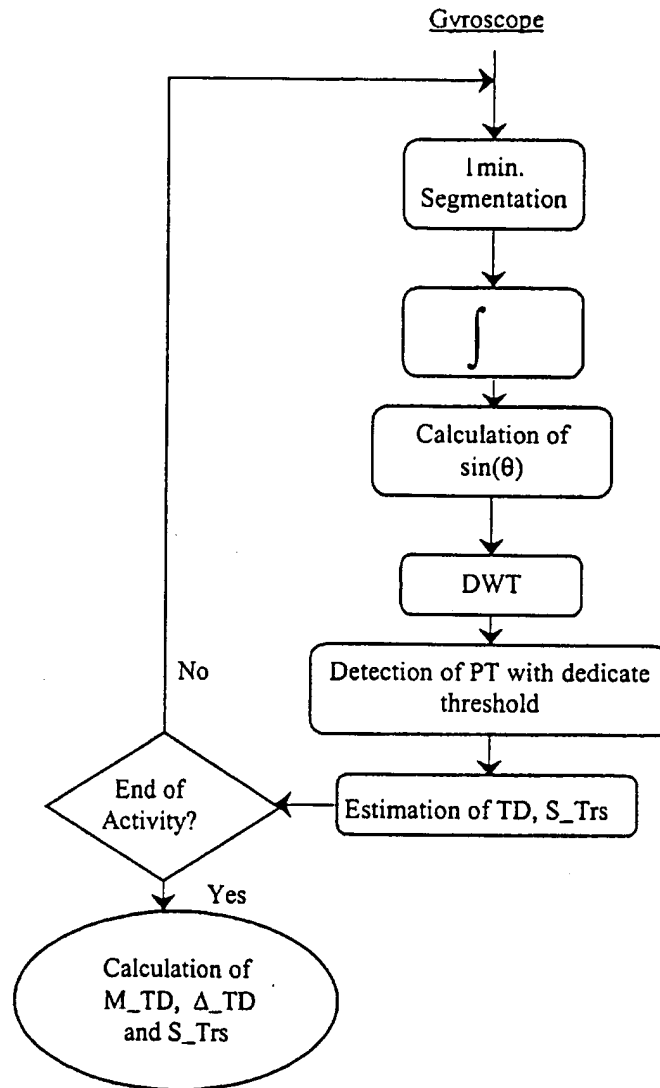 Gyroscope
1min.
Segmentation
∫
Calculation of
sin(θ)
DWT
No
Detection of PT with dedicate
threshold
End of
Activity?
Estimation of TD, S_Trs
Yes
Calculation of
M_TD, Δ_TD
and S_Trs